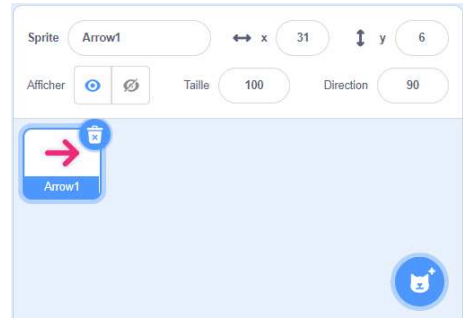 Sprite Arrow1 x 31 y 6
Afficher Taille 100 Direction 90
Arrow1